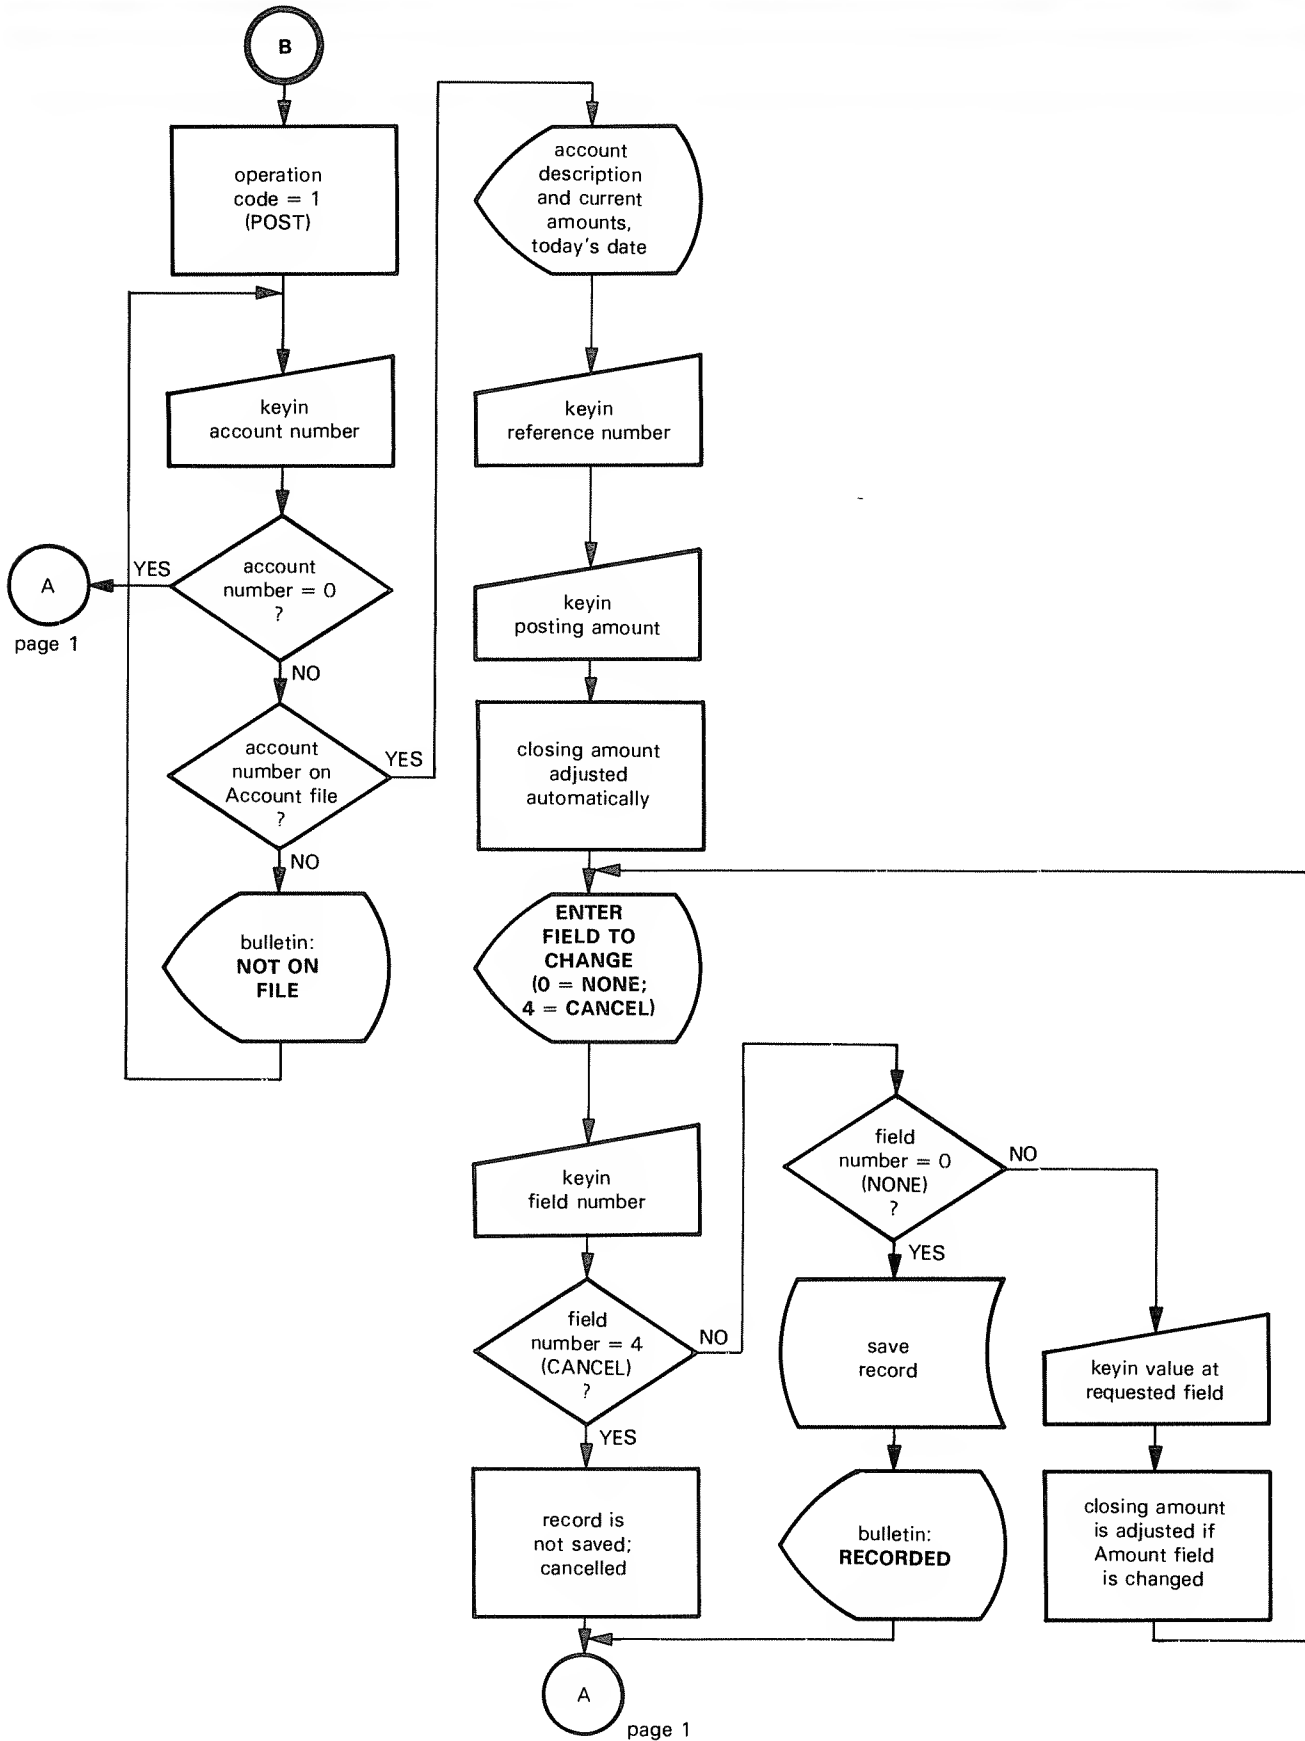 B
operation
code = 1
(POST)
keyin
account number
account
number = 0
?
YES
A
page 1
NO
account
number on
Account file
?
YES
NO
bulletin:
NOT ON
FILE
account
description
and current
amounts,
today's date
keyin
reference number
keyin
posting amount
closing amount
adjusted
automatically
ENTER
FIELD TO
CHANGE
(0 = NONE;
4 = CANCEL)
keyin
field number
field
number = 4
(CANCEL)
?
NO
YES
record is
not saved;
cancelled
field
number = 0
(NONE)
?
NO
YES
save
record
bulletin:
RECORDED
keyin value at
requested field
closing amount
is adjusted if
Amount field
is changed
A
page 1